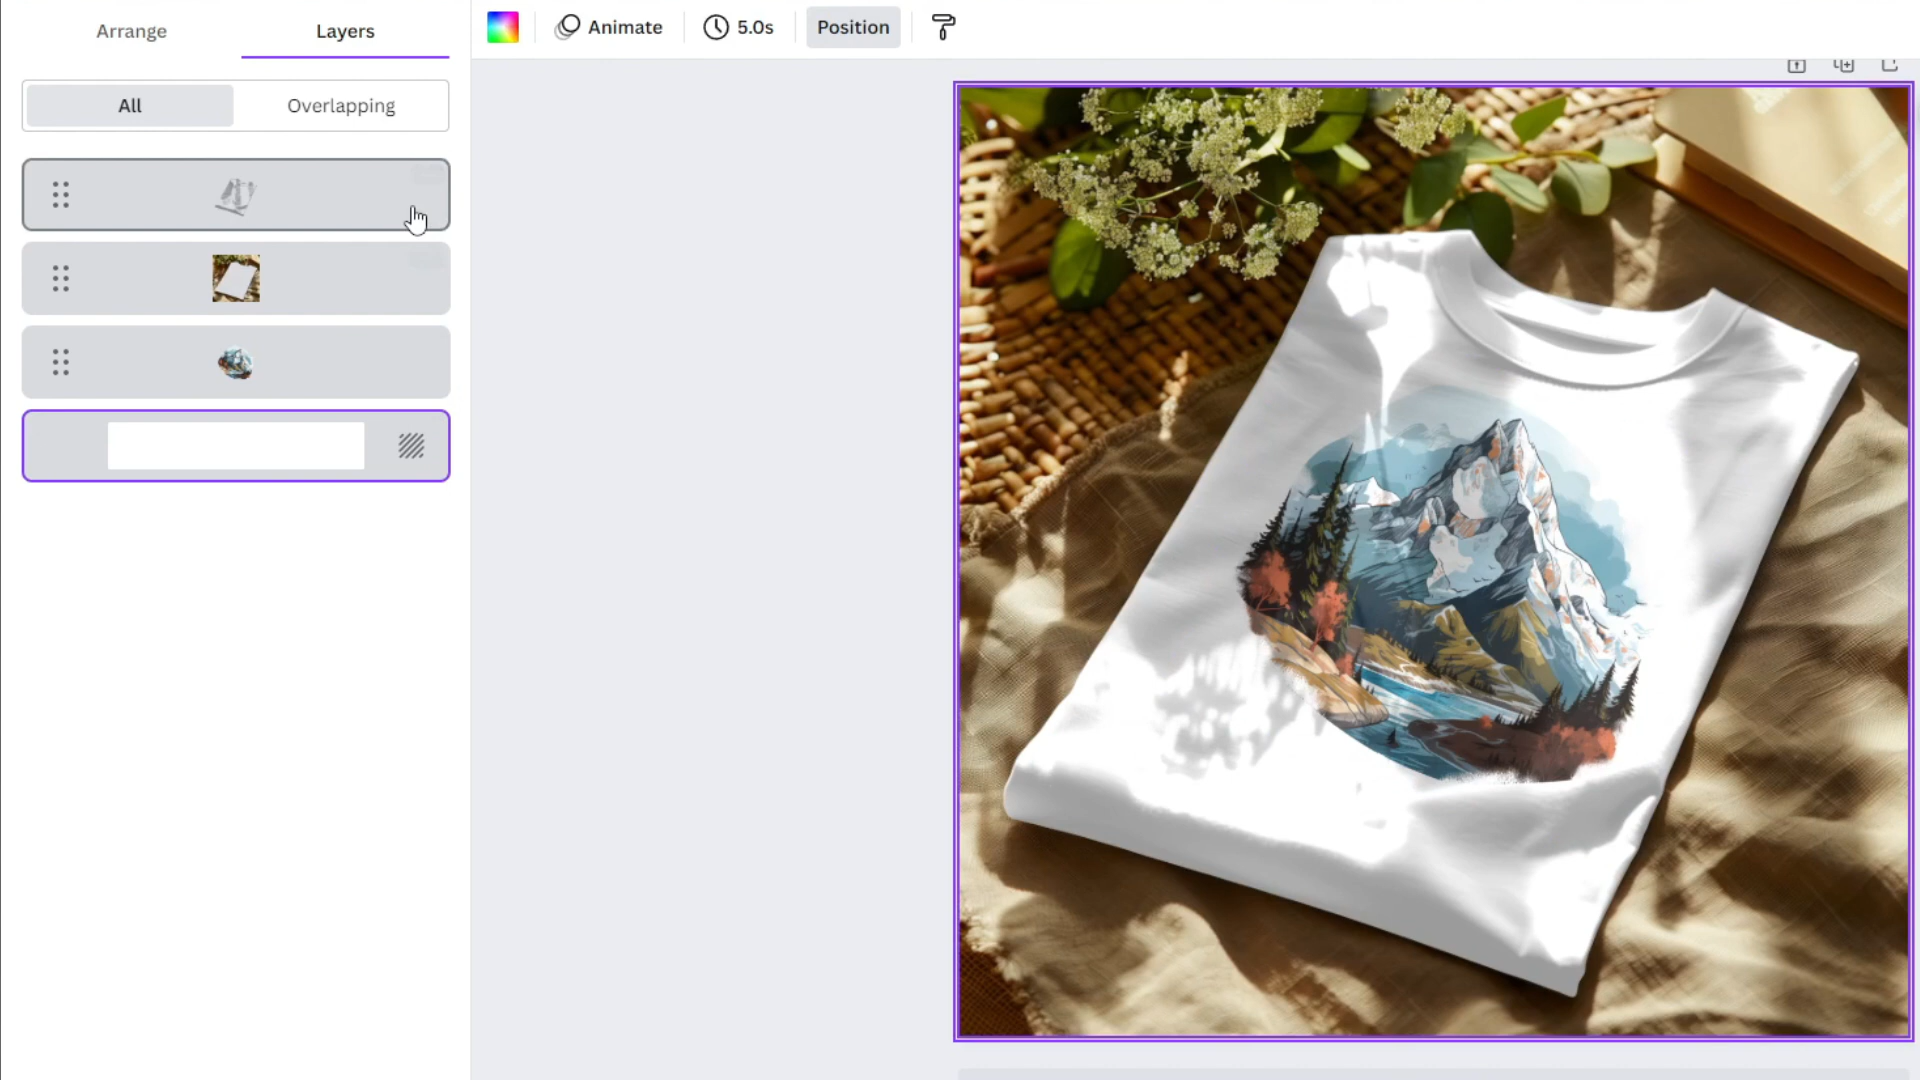 Arrange
Layers
Animate
5.0s
Position
All
Overlapping